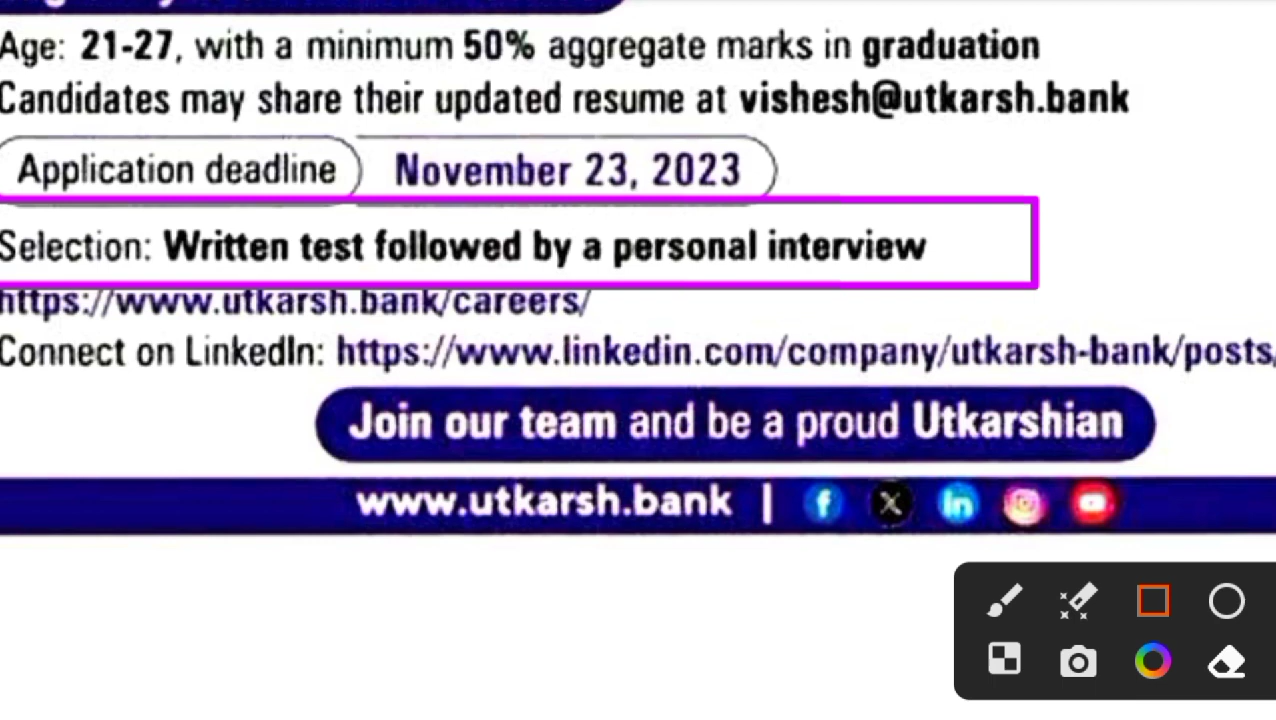 Age: 21-27, with a minimum 50% aggregate marks in graduation
Candidates may share their updated resume at vishesh@utkarsh.bank
Application deadline November 23, 2023
Selection: Written test followed by a personal interview
https://www.utkarsh.bank/careers/
Connect on LinkedIn: https://www.linkedin.com/company/utkarsh-bank/posts/
Join our team and be a proud Utkarshian
www.utkarsh.bank |